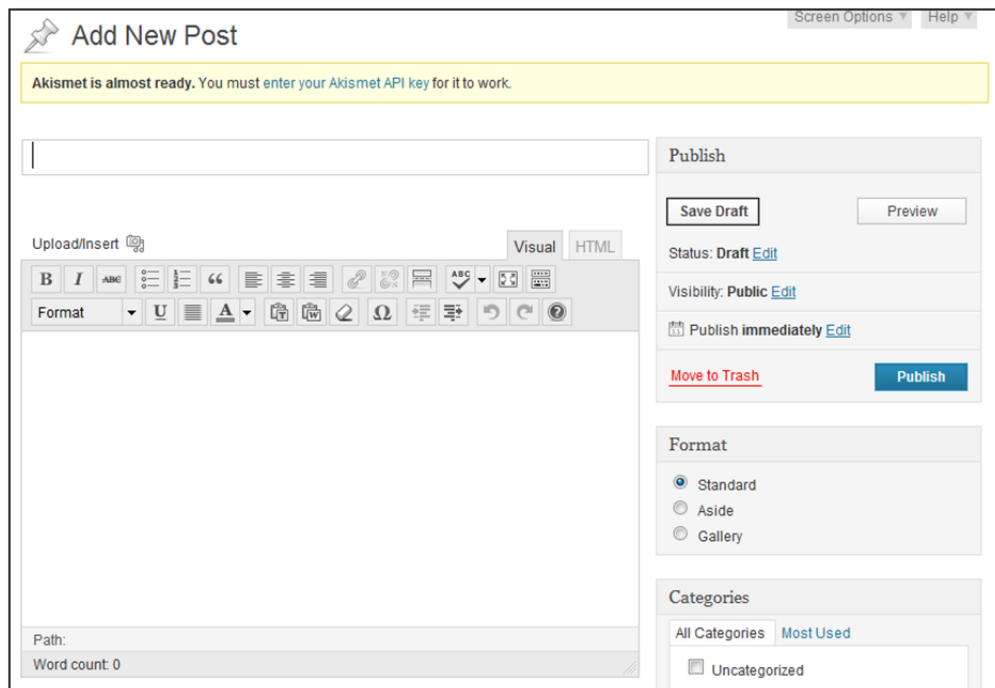 Screen Options Help
Add New Post
Akismet is almost ready. You must enter your Akismet API key for it to work.
Publish
Save Draft Preview
Upload/Insert Visual HTML
Status: Draft Edit
B I ABC ABC
Visibility: Public Edit
Format U A T W Ω ?
Publish immediately Edit
Move to Trash Publish
Format
Standard
Aside
Gallery
Categories
All Categories Most Used
Path:
Word count: 0
Uncategorized